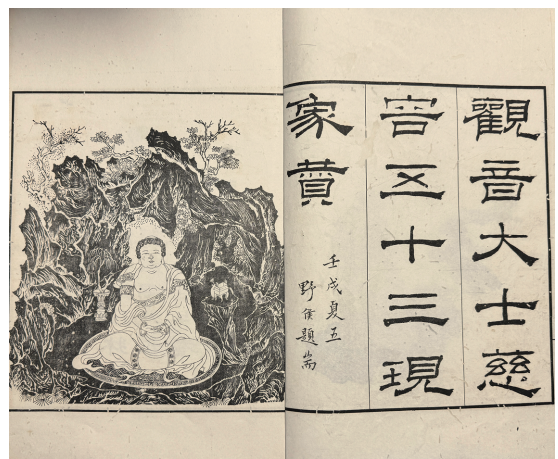 觀音大士慈
容五十三現
象贊
壬戌夏五
野侯題耑